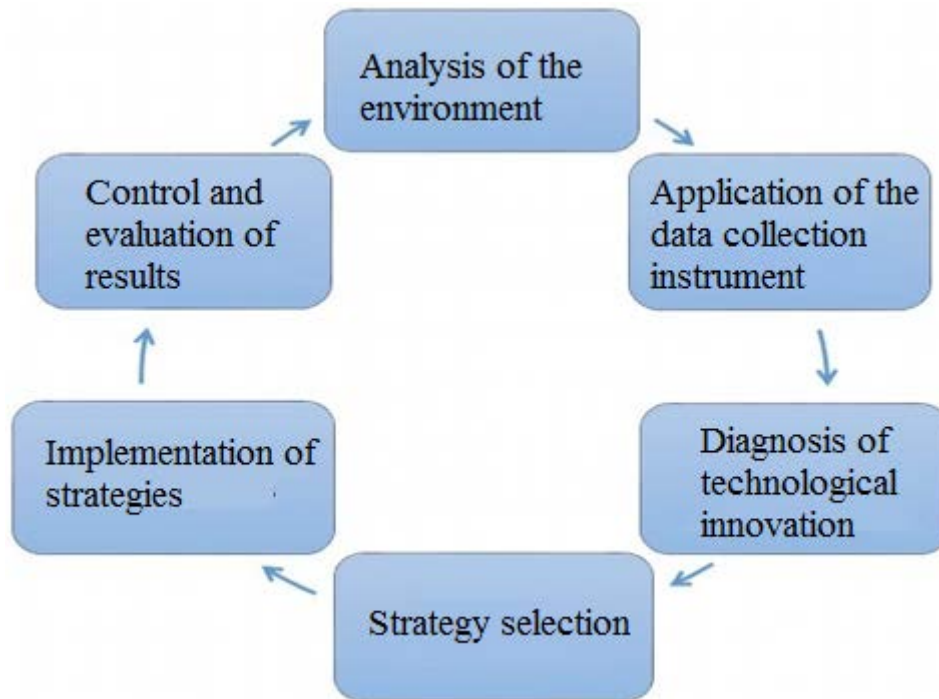 Analysis of the
environment
Application of the
data collection
instrument
Diagnosis of
technological
innovation
Strategy selection
Implementation of
strategies
Control and
evaluation of
results